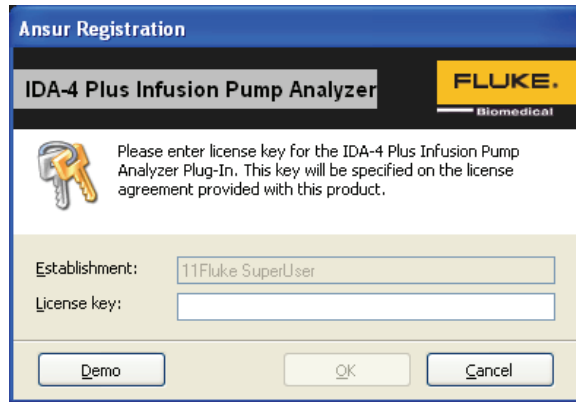 Ansur Registration
IDA-4 Plus Infusion Pump Analyzer
FLUKE.
Biomedical
Please enter license key for the IDA-4 Plus Infusion Pump
Analyzer Plug-In. This key will be specified on the license
agreement provided with this product.
Establishment: 11Fluke SuperUser
License key:
Demo OK Cancel